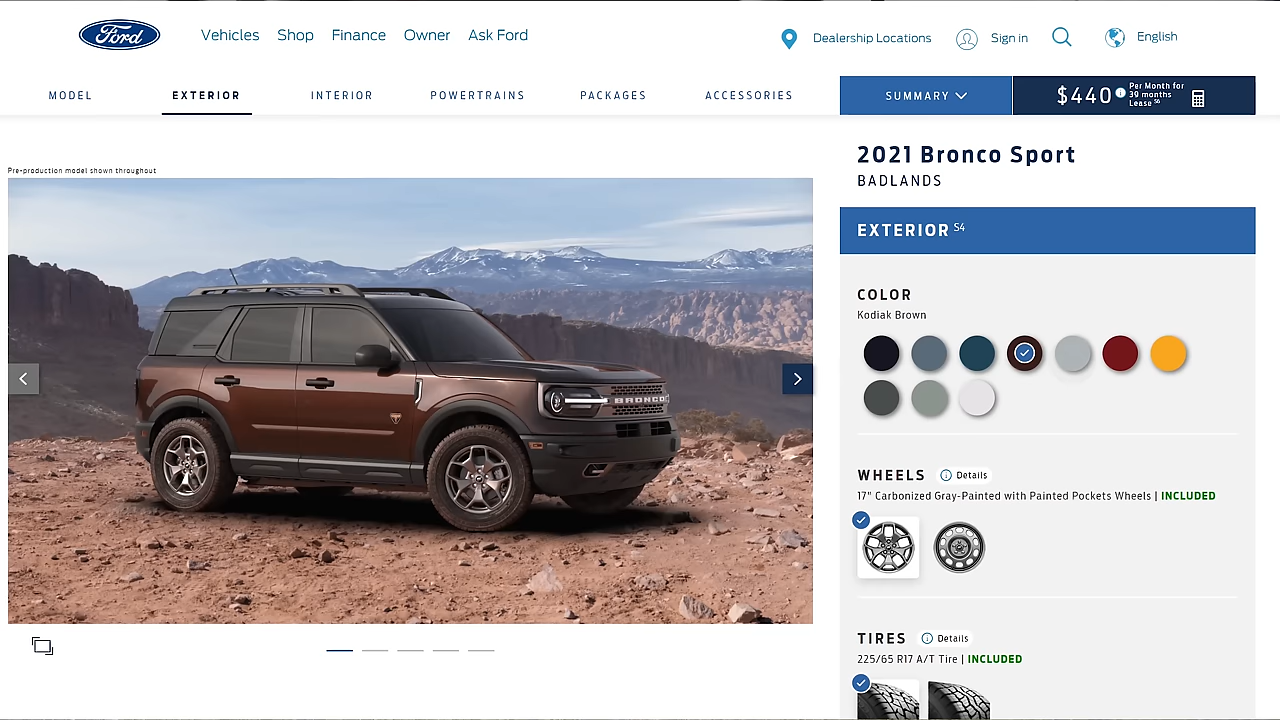 Ford
Vehicles Shop Finance Owner Ask Ford
Dealership Locations Sign in English
MODEL EXTERIOR INTERIOR POWERTRAINS PACKAGES ACCESSORIES
SUMMARY
$440 Per Month for
39 months
Lease S6
2021 Bronco Sport
BADLANDS
Pre-production model shown throughout
BRONCO
EXTERIOR S4
COLOR
Kodiak Brown
WHEELS Details
17" Carbonized Gray-Painted with Painted Pockets Wheels | INCLUDED
TIRES Details
225/65 R17 A/T Tire | INCLUDED